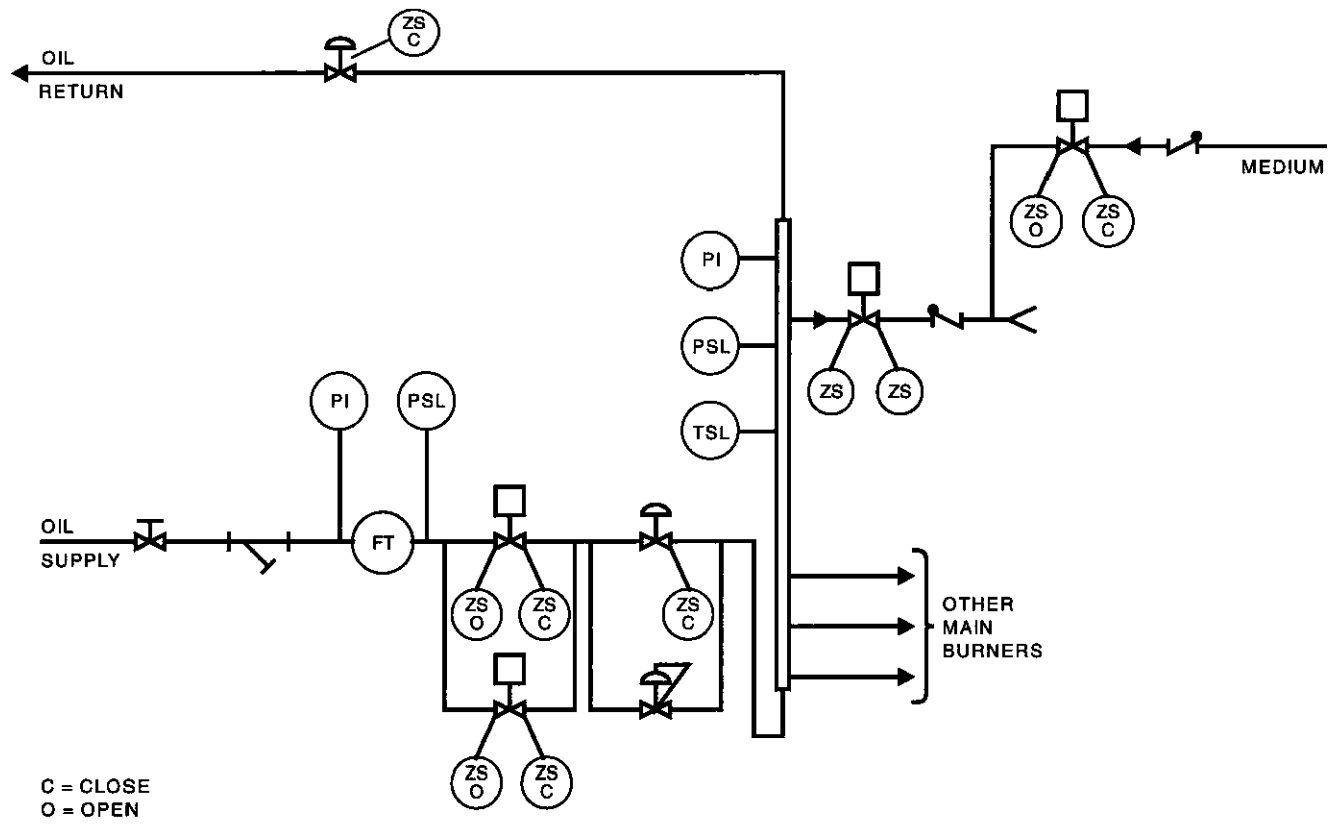 ZS
C
OIL
RETURN
MEDIUM
ZS
O
ZS
C
PI
PSL
ZS
ZS
PI
PSL
TSL
OIL
SUPPLY
FT
ZS
O
ZS
C
ZS
C
OTHER
MAIN
BURNERS
ZS
O
ZS
C
C = CLOSE
O = OPEN